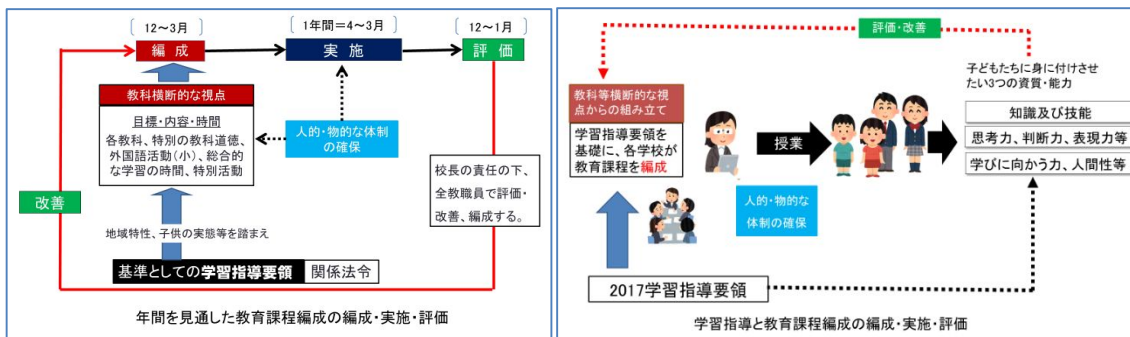 〔 12～3月 〕
〔 1年間＝4～3月 〕
〔 12～1月 〕
編 成
実 施
評 価
教科横断的な視点
目標・内容・時間
各教科、特別の教科道徳、
外国語活動(小)、総合的
な学習の時間、特別活動
人的・物的な体制
の確保
校長の責任の下、
全教職員で評価・
改善、編成する。
改善
地域特性、子供の実態等を踏まえ
基準としての学習指導要領
関係法令
年間を見通した教育課程編成の編成・実施・評価
評価・改善
子どもたちに身に付けさせ
たい3つの資質・能力
教科等横断的な視
点からの組み立て
学習指導要領を
基礎に、各学校が
教育課程を編成
授業
知識及び技能
思考力、判断力、表現力等
学びに向かう力、人間性等
人的・物的な
体制の確保
2017学習指導要領
学習指導と教育課程編成の編成・実施・評価